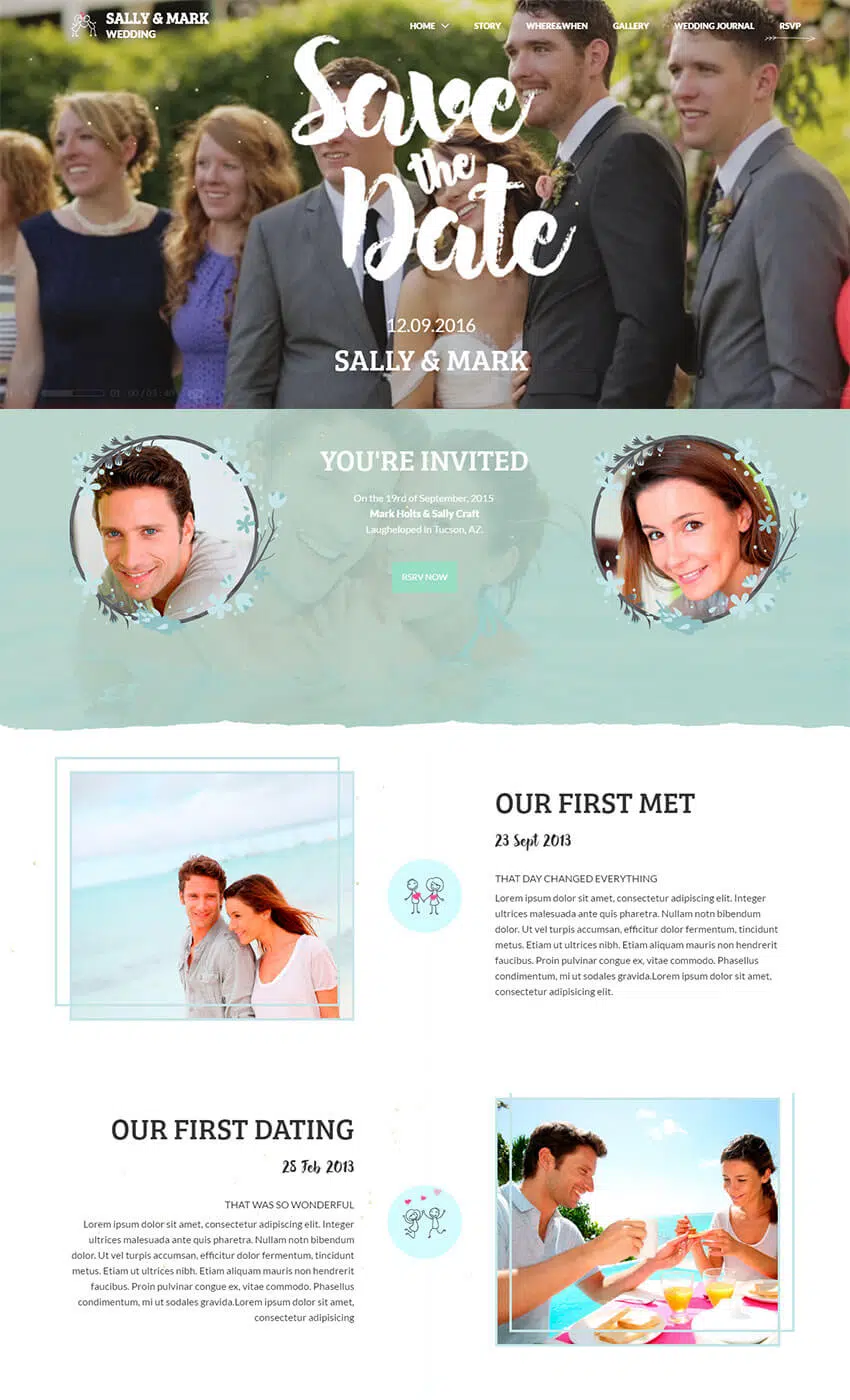 SALLY & MARK
WEDDING
HOME
STORY
WHERE&WHEN
GALLERY
WEDDING JOURNAL
RSVP
Save
the
Date
12.09.2016
SALLY & MARK
YOU'RE INVITED
On the 19rd of September, 2015
Mark Holts & Sally Craft
Laugheloped in Tucson, AZ.
RSRV NOW
OUR FIRST MET
23 Sept 2013
THAT DAY CHANGED EVERYTHING
Lorem ipsum dolor sit amet, consectetur adipiscing elit. Integer
ultrices malesuada ante quis pharetra. Nullam notn bibendum
dolor. Ut vel turpis accumsan, efficitur dolor fermentum, tincidunt
metus. Etiam ut ultrices nibh. Etiam aliquam mauris non hendrerit
faucibus. Proin pulvinar congue ex, vitae commodo. Phasellus
condimentum, mi ut sodales gravida.Lorem ipsum dolor sit amet,
consectetur adipisicing elit.
OUR FIRST DATING
28 Feb 2013
THAT WAS SO WONDERFUL
Lorem ipsum dolor sit amet, consectetur adipiscing elit. Integer
ultrices malesuada ante quis pharetra. Nullam notn bibendum
dolor. Ut vel turpis accumsan, efficitur dolor fermentum, tincidunt
metus. Etiam ut ultrices nibh. Etiam aliquam mauris non hendrerit
faucibus. Proin pulvinar congue ex, vitae commodo. Phasellus
condimentum, mi ut sodales gravida.Lorem ipsum dolor sit amet,
consectetur adipisicing